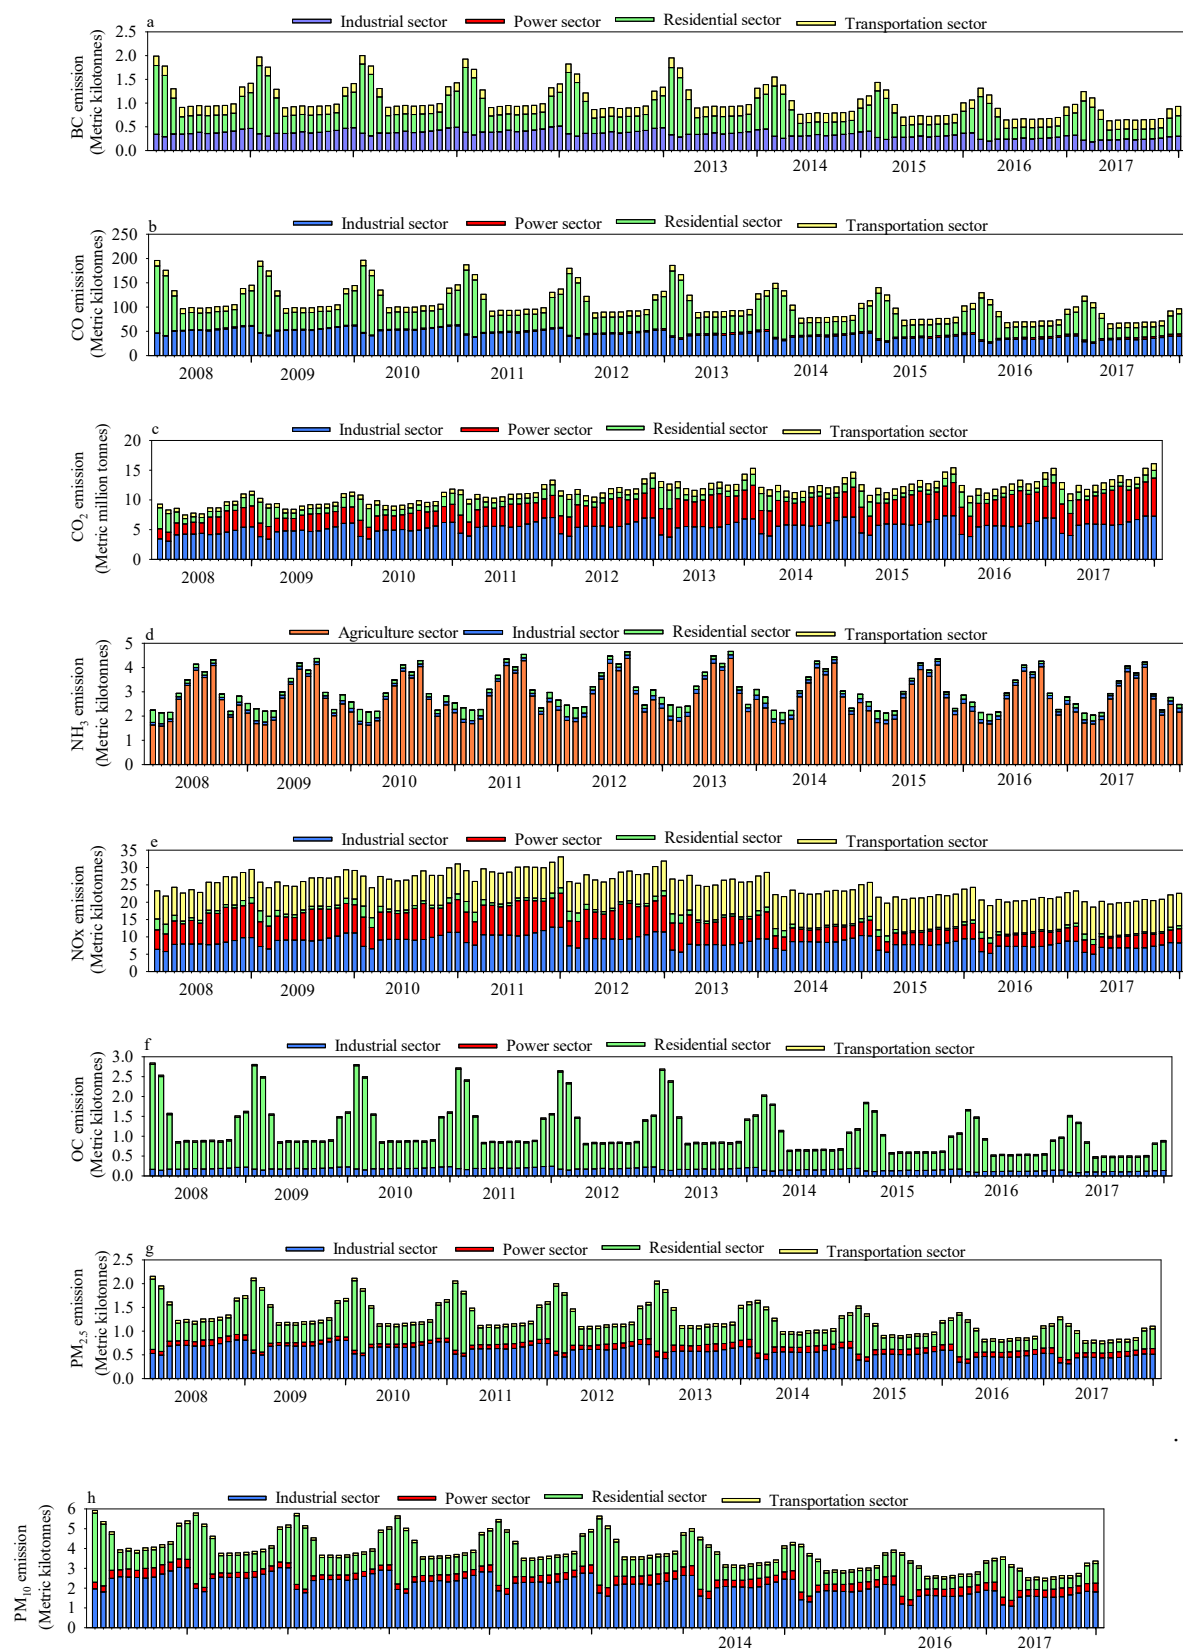 a
Industrial sector Power sector Residential sector Transportation sector
BC emission
(Metric kilotonnes)
2.5
2.0
1.5
1.0
0.5
0.0
2013 2014 2015 2016 2017
b
Industrial sector Power sector Residential sector Transportation sector
CO emission
(Metric kilotonnes)
250
200
150
100
50
0
2008 2009 2010 2011 2012 2013 2014 2015 2016 2017
c
Industrial sector Power sector Residential sector Transportation sector
CO2 emission
(Metric million tonnes)
20
15
10
5
0
2008 2009 2010 2011 2012 2013 2014 2015 2016 2017
d
Agriculture sector Industrial sector Residential sector Transportation sector
NH3 emission
(Metric kilotonnes)
5
4
3
2
1
0
2008 2009 2010 2011 2012 2013 2014 2015 2016 2017
e
Industrial sector Power sector Residential sector Transportation sector
NOx emission
(Metric kilotonnes)
35
30
25
20
15
10
5
0
2008 2009 2010 2011 2012 2013 2014 2015 2016 2017
f
Industrial sector Power sector Residential sector Transportation sector
OC emission
(Metric kilotonnes)
3.0
2.5
2.0
1.5
1.0
0.5
0.0
2008 2009 2010 2011 2012 2013 2014 2015 2016 2017
g
Industrial sector Power sector Residential sector Transportation sector
PM2.5 emission
(Metric kilotonnes)
2.5
2.0
1.5
1.0
0.5
0.0
2008 2009 2010 2011 2012 2013 2014 2015 2016 2017
.
h
Industrial sector Power sector Residential sector Transportation sector
PM10 emission
(Metric kilotonnes)
6
5
4
3
2
1
0
2014 2016 2017